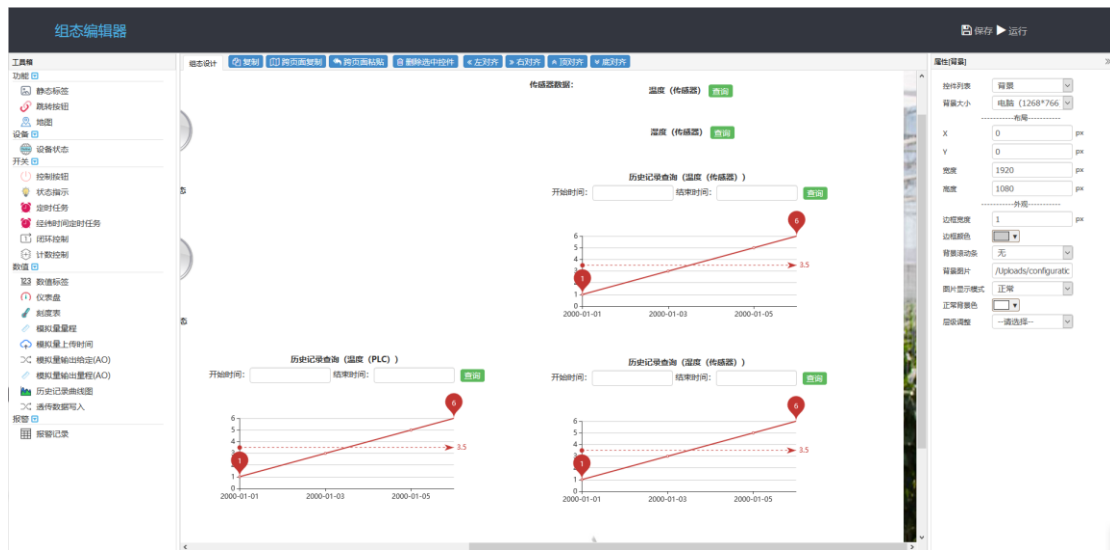 组态编辑器
保存 运行
工具箱
功能
静态标签
跳转按钮
地图
设备
设备状态
开关
控制按钮
状态指示
定时任务
经纬时间定时任务
闭环控制
计数控制
数值
123 数值标签
仪表盘
刻度表
模拟量量程
模拟量上传时间
模拟量输出给定(AO)
模拟量输出量程(AO)
历史记录曲线图
透传数据写入
报警
报警记录
组态设计 复制 跨页面复制 跨页面粘贴 删除选中控件 左对齐 右对齐 顶对齐 底对齐
传感器数据:
温度（传感器） 查询
湿度（传感器） 查询
历史记录查询（温度（传感器））
开始时间: 结束时间: 查询
6
6
5
4
3.5
1
1
0
2000-01-01 2000-01-03 2000-01-05
历史记录查询（温度（PLC））
开始时间: 结束时间: 查询
6
6
5
4
3.5
1
1
0
2000-01-01 2000-01-03 2000-01-05
历史记录查询（湿度（传感器））
开始时间: 结束时间: 查询
6
6
5
4
3.5
1
1
0
2000-01-01 2000-01-03 2000-01-05
属性[背景]
控件列表 背景
背景大小 电脑（1268*766
布局
X 0 px
Y 0 px
宽度 1920 px
高度 1080 px
外观
边框宽度 1 px
边框颜色
背景滚动条 无
背景图片 /Uploads/configuratic
图片显示模式 正常
正常背景色
层级调整 --请选择--